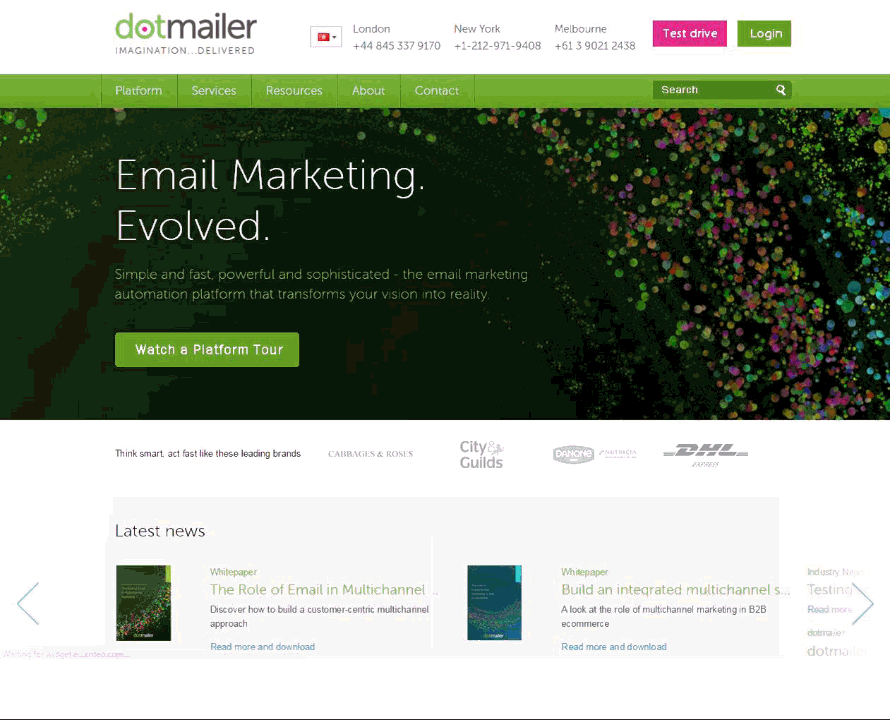 dotmailer
IMAGINATION...DELIVERED
London
+44 845 337 9170
New York
+1-212-971-9408
Melbourne
+61 3 9021 2438
Test drive
Login
Platform
Services
Resources
About
Contact
Search
Email Marketing.
Evolved.
Simple and fast, powerful and sophisticated - the email marketing
automation platform that transforms your vision into reality.
Watch a Platform Tour
Think smart, act fast like these leading brands
CABBAGES & ROSES
City &
Guilds
DANONE
NUTRICIA
DHL
EXPRESS
Latest news
Whitepaper
The Role of Email in Multichannel ...
Discover how to build a customer-centric multichannel
approach
Read more and download
dotmailer
Whitepaper
Build an integrated multichannel s...
A look at the role of multichannel marketing in B2B
ecommerce
Read more and download
dotmailer
Industry
Testing
Read more
dotmailer
dotmailer
Waiting for